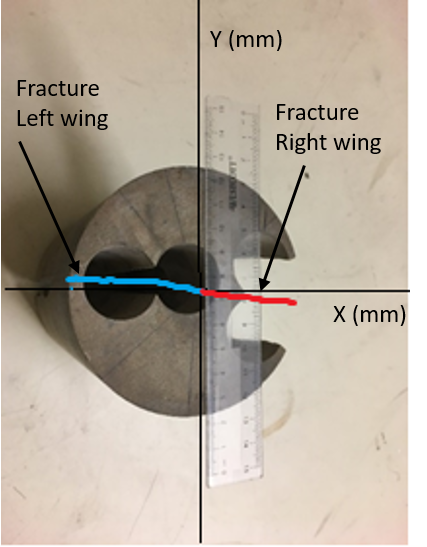 Y (mm)
Fracture
Left wing
Fracture
Right wing
X (mm)